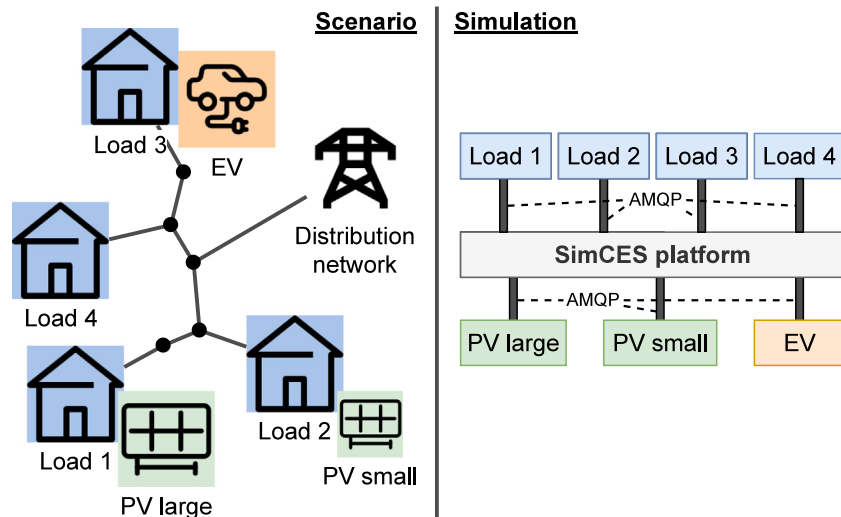 Scenario
Load 3
EV
Distribution
network
Load 4
Load 2
Load 1
PV small
PV large
Simulation
Load 1
Load 2
Load 3
Load 4
AMQP
SimCES platform
AMQP
PV large
PV small
EV